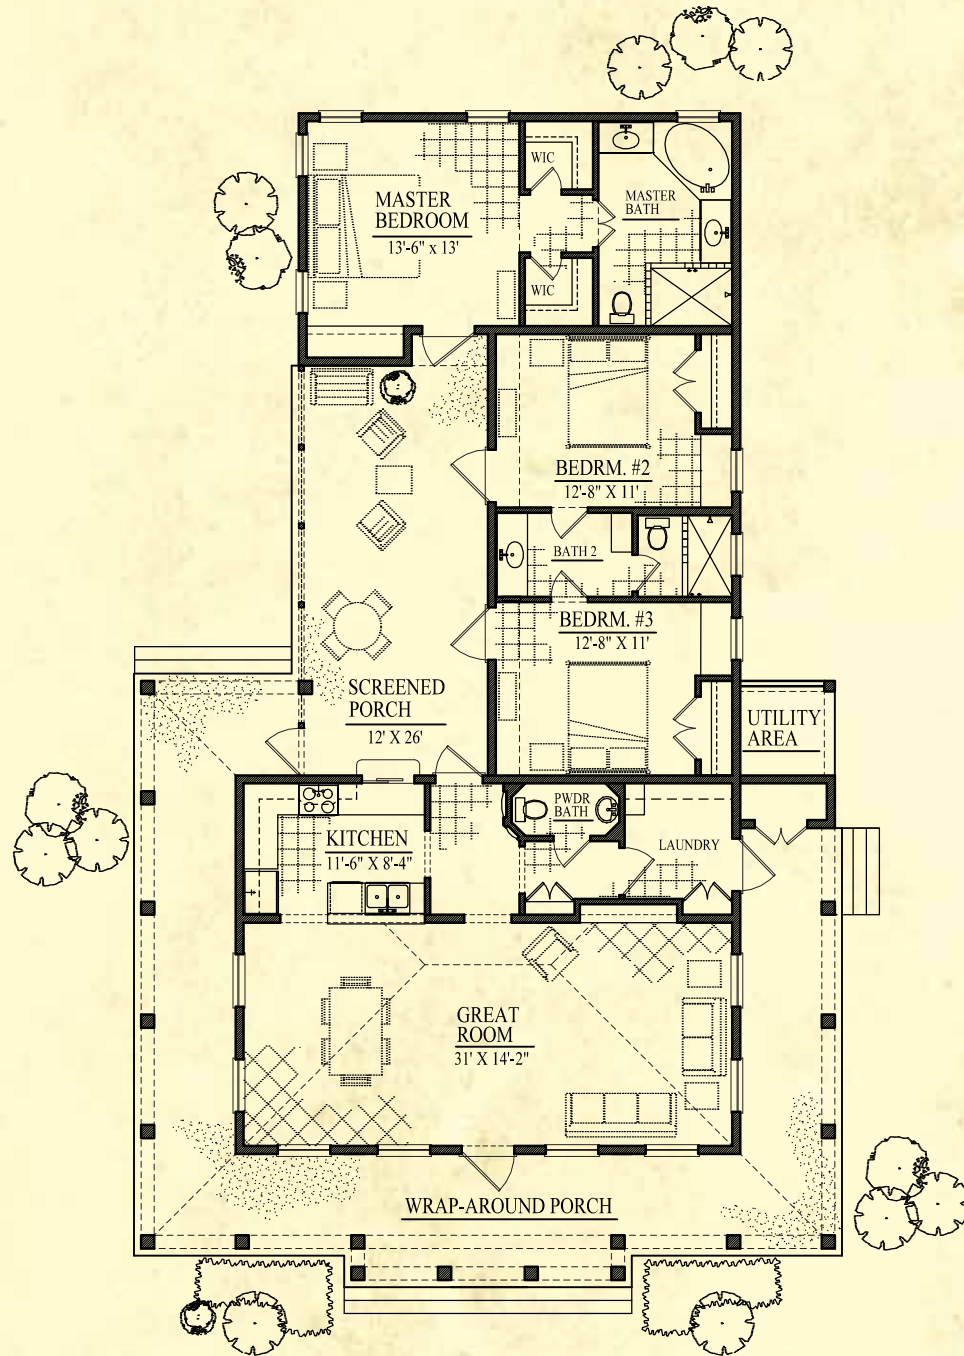 WIC
MASTER
BEDROOM
13'-6" x 13'
MASTER
BATH
WIC
BEDRM. #2
12'-8" X 11'
BATH 2
BEDRM. #3
12'-8" X 11'
SCREENED
PORCH
12' X 26'
UTILITY
AREA
PWDR
BATH
KITCHEN
11'-6" X 8'-4"
LAUNDRY
GREAT
ROOM
31' X 14'-2"
WRAP-AROUND PORCH